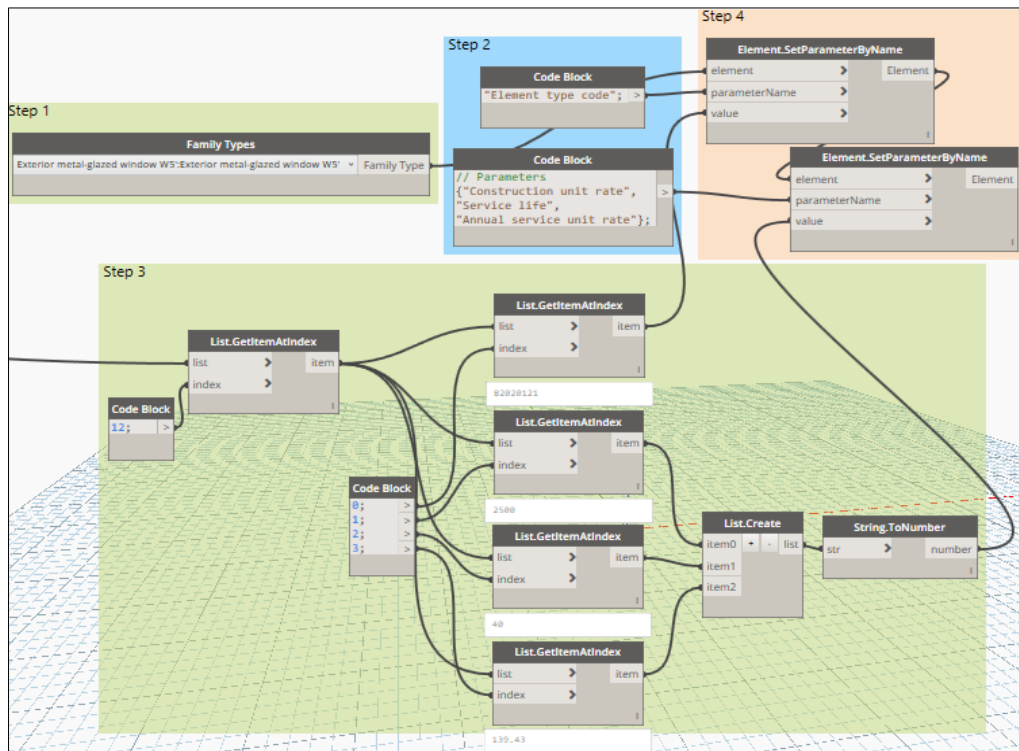 Step 1
Family Types
Exterior metal-glazed window W5':Exterior metal-glazed window W5' Family Type
Step 2
Code Block
"Element type code"; >
Code Block
// Parameters
{"Construction unit rate",
"Service life",
"Annual service unit rate"};
>
Step 4
Element.SetParameterByName
element > Element
parameterName >
value >
Element.SetParameterByName
element > Element
parameterName >
value >
Step 3
List.GetItemAtIndex
list > item
index >
Code Block
12; >
Code Block
0; >
1; >
2; >
3; >
List.GetItemAtIndex
list > item
index >
B2020121
List.GetItemAtIndex
list > item
index >
2500
List.GetItemAtIndex
list > item
index >
40
List.GetItemAtIndex
list > item
index >
139.43
List.Create
item0 + - list
item1
item2
String.ToNumber
str > number